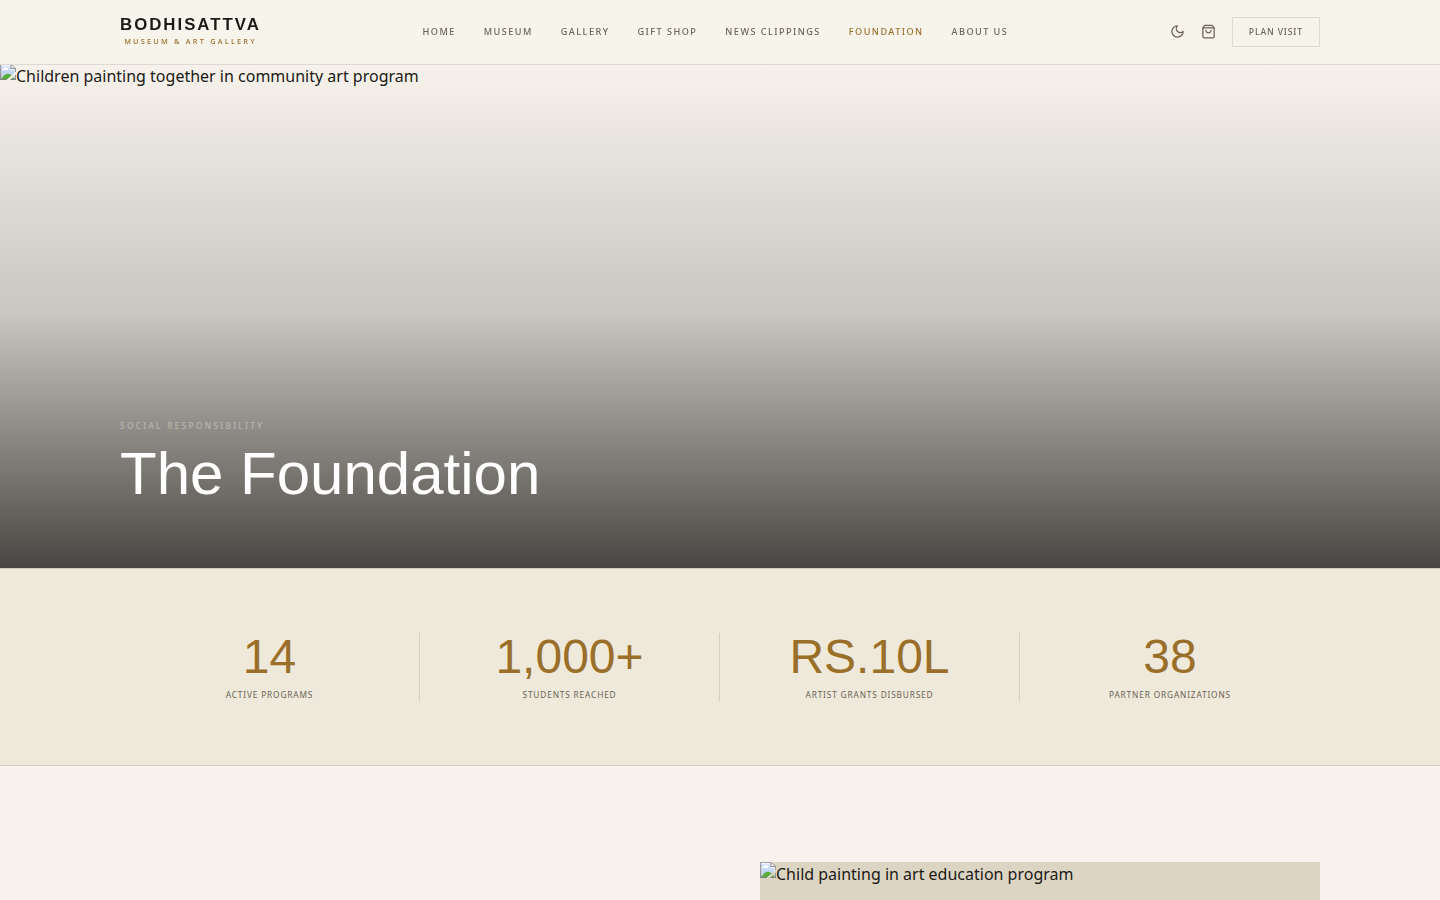 BODHISATTVA
MUSEUM & ART GALLERY
HOME
MUSEUM
GALLERY
GIFT SHOP
NEWS CLIPPINGS
FOUNDATION
ABOUT US
PLAN VISIT
Children painting together in community art program
SOCIAL RESPONSIBILITY
The Foundation
14
ACTIVE PROGRAMS
1,000+
STUDENTS REACHED
RS.10L
ARTIST GRANTS DISBURSED
38
PARTNER ORGANIZATIONS
Child painting in art education program